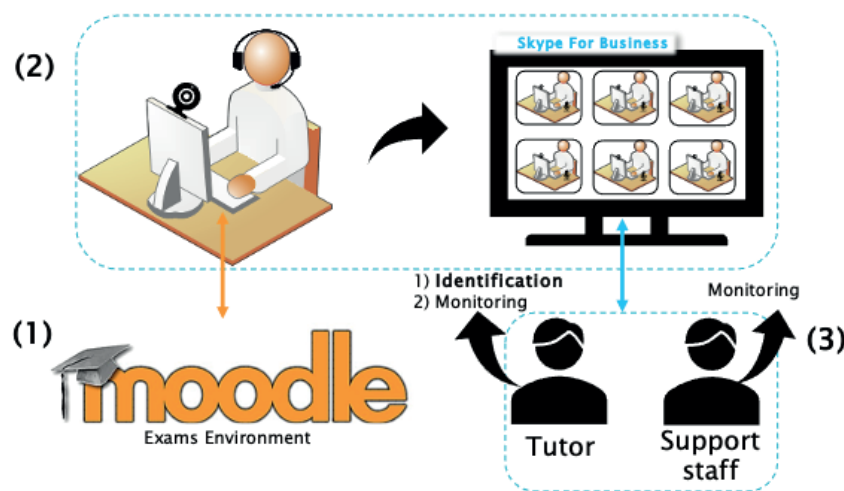 Skype For Business
(2)
1) Identification
2) Monitoring
Monitoring
(1)
(3)
moodle
Exams Environment
Tutor
Support
staff